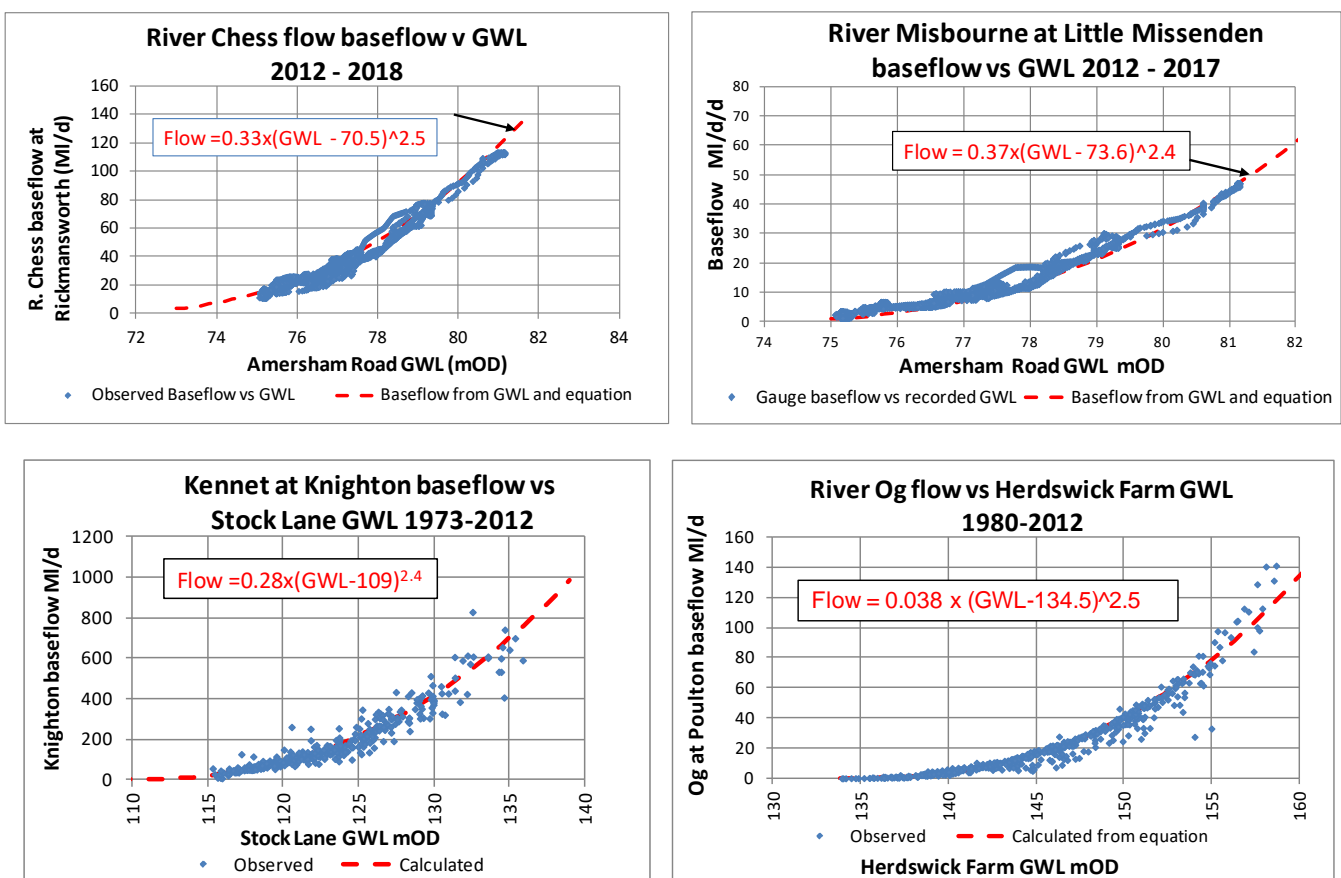 River Chess flow baseflow v GWL
2012 - 2018
R. Chess baseflow at
Rickmansworth (Ml/d)
160
140
120
100
80
60
40
20
0
Flow =0.33x(GWL - 70.5)^2.5
72 74 76 78 80 82 84
Amersham Road GWL (mOD)
Observed Baseflow vs GWL
Baseflow from GWL and equation
River Misbourne at Little Missenden
baseflow vs GWL 2012 - 2017
Baseflow Ml/d/d
80
70
60
50
40
30
20
10
0
Flow = 0.37x(GWL - 73.6)^2.4
74 75 76 77 78 79 80 81 82
Amersham Road GWL mOD
Gauge baseflow vs recorded GWL
Baseflow from GWL and equation
Kennet at Knighton baseflow vs
Stock Lane GWL 1973-2012
Knighton baseflow Ml/d
1200
1000
800
600
400
200
0
Flow =0.28x(GWL-109)^2.4
110 115 120 125 130 135 140
Stock Lane GWL mOD
Observed
Calculated
River Og flow vs Herdswick Farm GWL
1980-2012
Og at Poulton baseflow Ml/d
160
140
120
100
80
60
40
20
0
Flow = 0.038 x (GWL-134.5)^2.5
130 135 140 145 150 155 160
Observed
Calculated from equation
Herdswick Farm GWL mOD